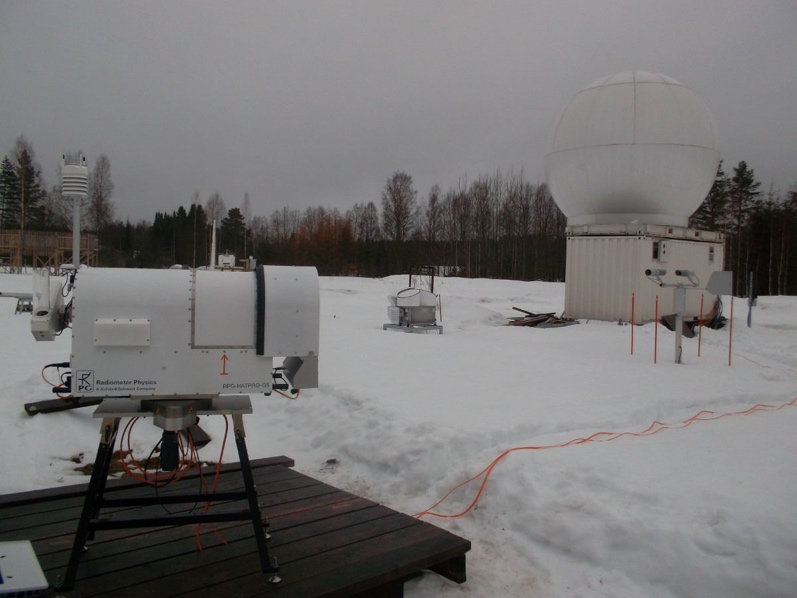 RPG
Radiometer Physics
A Rohde & Schwarz Company
RPG-HATPRO-G5